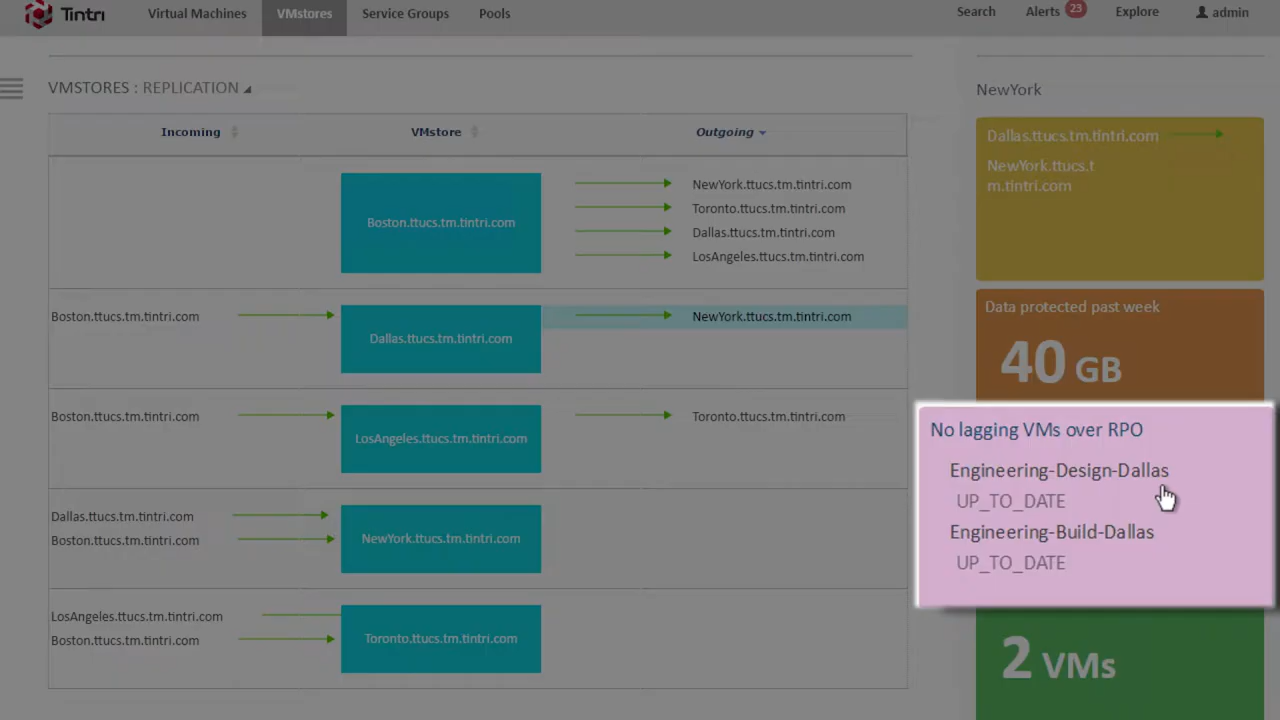 Tintri
Virtual Machines VMstores Service Groups Pools Search Alerts 23 Explore admin
VMSTORES : REPLICATION
Incoming VMstore Outgoing
Boston.ttucs.tm.tintri.com
NewYork.ttucs.tm.tintri.com
Toronto.ttucs.tm.tintri.com
Dallas.ttucs.tm.tintri.com
LosAngeles.ttucs.tm.tintri.com
Boston.ttucs.tm.tintri.com
Dallas.ttucs.tm.tintri.com
NewYork.ttucs.tm.tintri.com
Boston.ttucs.tm.tintri.com
LosAngeles.ttucs.tm.tintri.com
Toronto.ttucs.tm.tintri.com
Dallas.ttucs.tm.tintri.com
Boston.ttucs.tm.tintri.com
NewYork.ttucs.tm.tintri.com
LosAngeles.ttucs.tm.tintri.com
Boston.ttucs.tm.tintri.com
Toronto.ttucs.tm.tintri.com
NewYork
Dallas.ttucs.tm.tintri.com
NewYork.ttucs.t
m.tintri.com
Data protected past week
40 GB
No lagging VMs over RPO
Engineering-Design-Dallas
UP_TO_DATE
Engineering-Build-Dallas
UP_TO_DATE
2 VMs